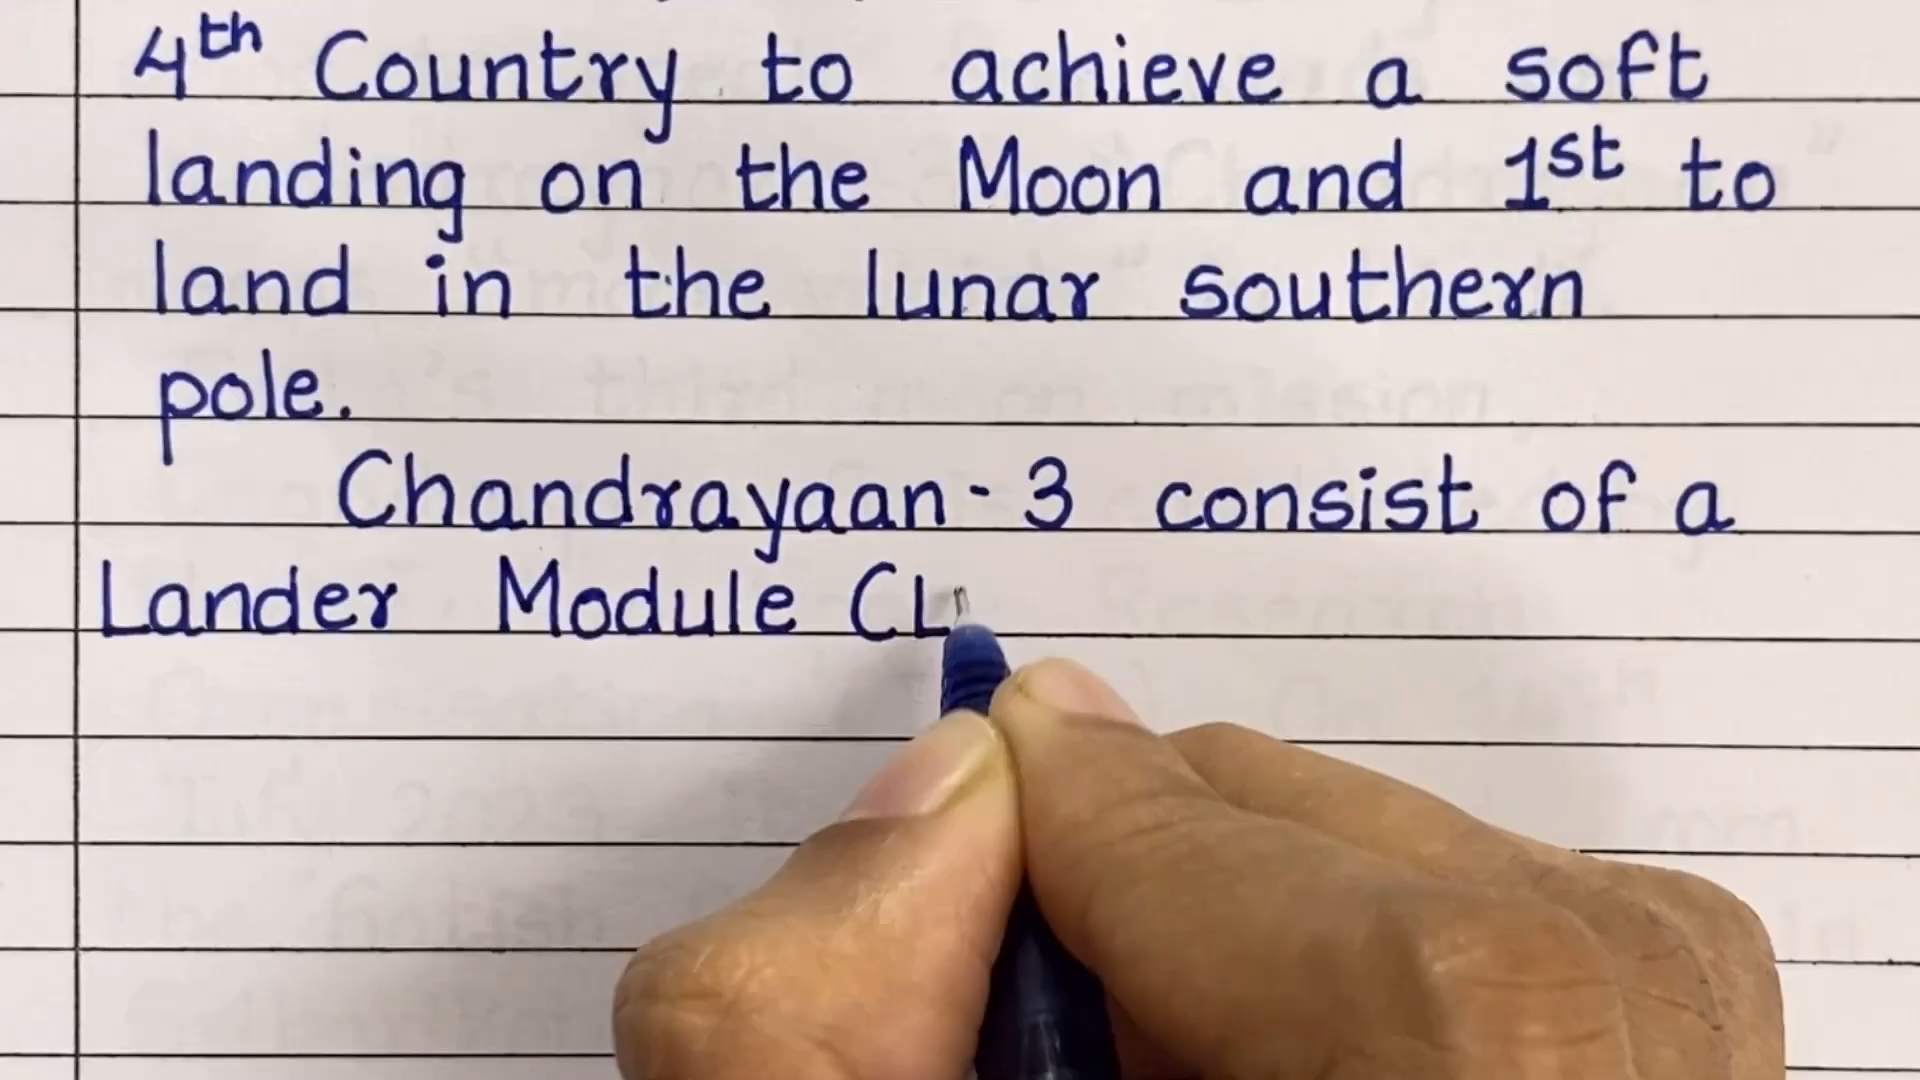 4th Country to achieve a soft
landing on the Moon and 1st to
land in the lunar southern
pole.
Chandrayaan-3 consist of a
Lander Module (L